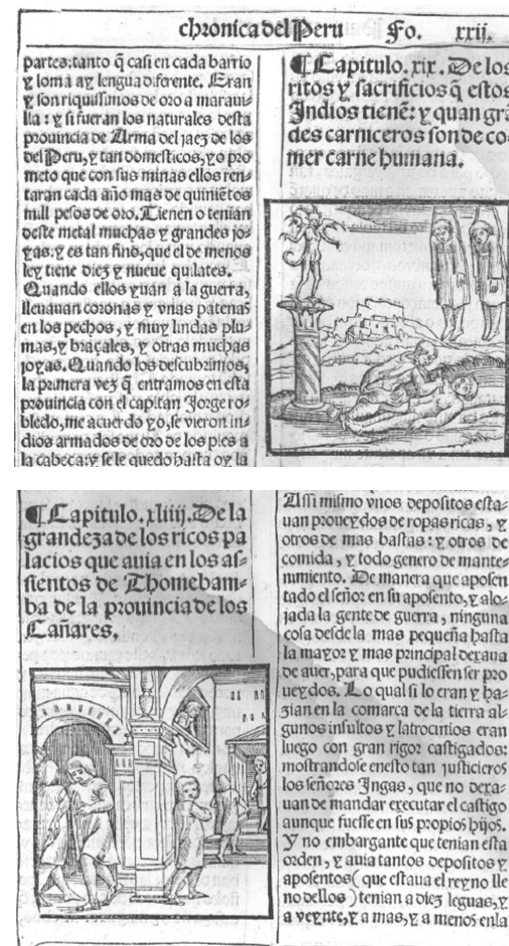 chronica del Peru Fo. xxij.
partes: tanto q̃ casi en cada barrio
⁊ loma ay lengua diferente. Eran
⁊ son riquissimos de oro a maraui-
lla: ⁊ si fueran los naturales desta
prouincia de Arma del jaez de los
del Peru, ⁊ tan domesticos, yo pro
meto que con sus minas ellos ren-
taran cada año mas de quiniẽtos
mill pesos de oro. Tienen o tenian
deste metal muchas ⁊ grandes jo-
yas: ⁊ es tan fino, que el de menos
ley tiene diez ⁊ nueue quilates.
Quando ellos yuan a la guerra,
lleuauan coronas ⁊ vnas patenas
en los pechos, ⁊ muy lindas plu-
mas, ⁊ braçales, ⁊ otras muchas
joyas. Quando los descubrimos,
la primera vez q̃ entramos en esta
prouincia con el capitan Jorge ro-
bledo, me acuerdo yo, se vieron in-
dios armados de oro de los pies a
la cabeça: ⁊ se le quedo hasta oy la
¶ Capitulo. xix. De los
ritos ⁊ sacrificios q̃ estos
Indios tienẽ: ⁊ quan grã
des carniceros son de co-
mer carne humana.
¶ Capitulo. xliiij. De la
grandeza de los ricos pa
lacios que auia en los as-
sientos de Thomebam-
ba de la prouincia de los
Cañares.
Assi mismo vnos depositos esta-
uan proueydos de ropas ricas, ⁊
otros de mas bastas: ⁊ otros de
comida, ⁊ todo genero de mante-
nimiento. De manera que aposen
tado el señor en su aposento, ⁊ alo-
jada la gente de guerra, ninguna
cosa desde la mas pequeña hasta
la mayor ⁊ mas principal dexaua
de auer, para que pudiessen ser pro
ueydos. Lo qual si lo eran ⁊ ha-
zian en la comarca de la tierra al-
gunos insultos ⁊ latrocinios eran
luego con gran rigor castigados:
mostrandose en esto tan justicieros
los señores Ingas, que no dexa-
uan de mandar executar el castigo
aunque fuesse en sus propios hijos.
Y no embargante que tenian esta
orden, ⁊ auia tantos depositos ⁊
aposentos (que estaua el reyno lle
no dellos) tenian a diez leguas, ⁊
a veynte, ⁊ a mas, ⁊ a menos en la